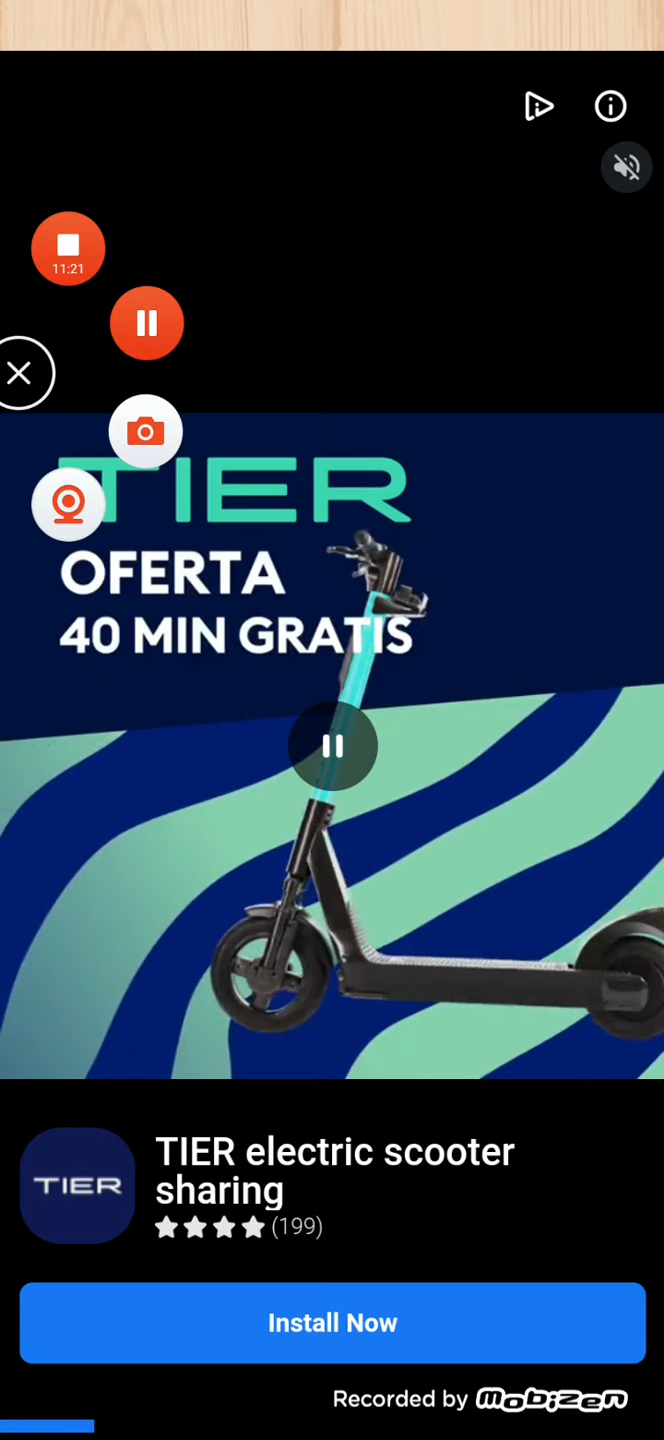 11:21
TIER
OFERTA
40 MIN GRATIS
TIER
TIER electric scooter
sharing
(199)
Install Now
Recorded by mobizen